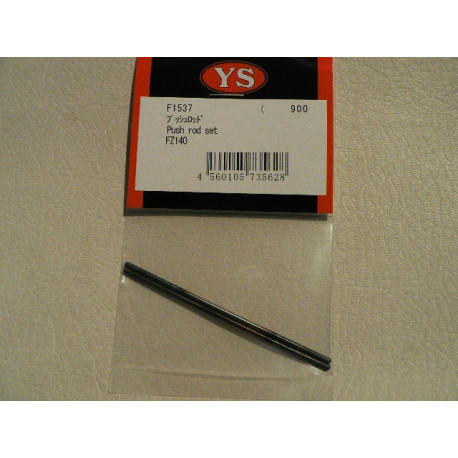 YS
F1537 ( 900
ﾌﾟｯｼｭﾛｯﾄﾞ
Push rod set
FZ140
4 560105 735628